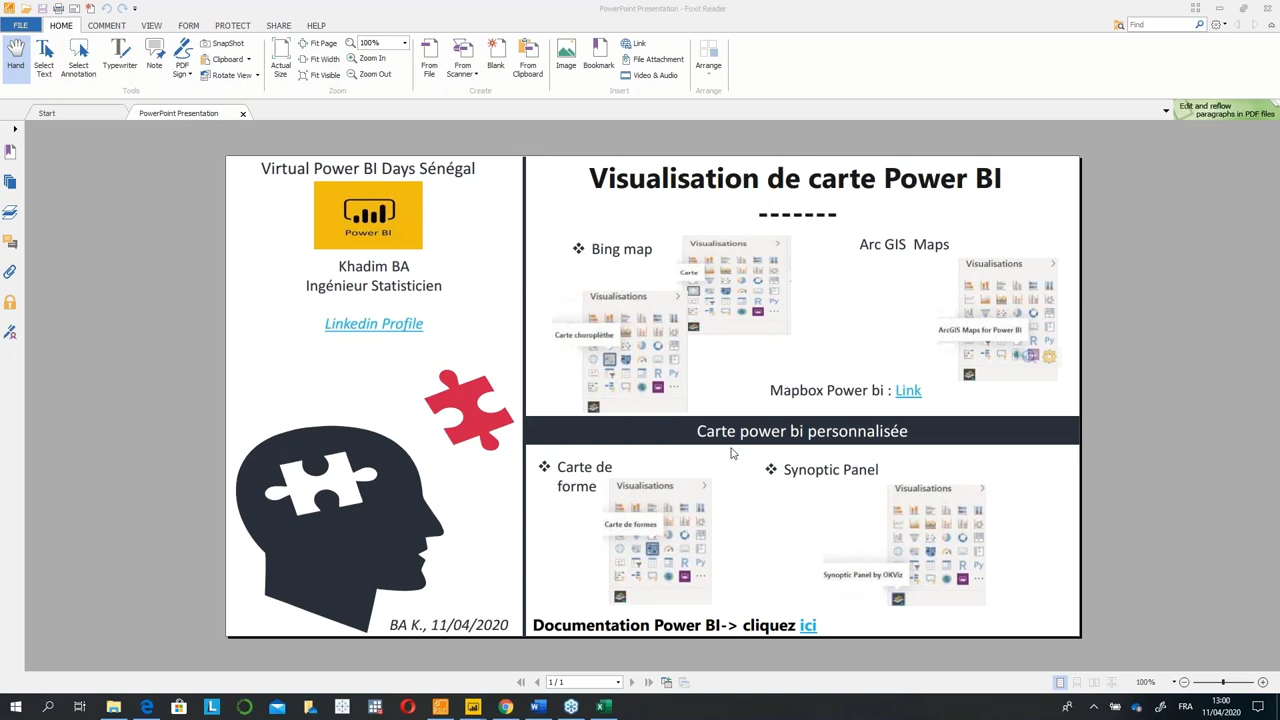 PowerPoint Presentation - Foxit Reader
FILE HOME COMMENT VIEW FORM PROTECT SHARE HELP
Find
Hand
Select Text
Select Annotation
Typewriter
Note
PDF Sign
SnapShot
Clipboard
Rotate View
Tools
Actual Size
Fit Page
Fit Width
Fit Visible
100%
Zoom In
Zoom Out
Zoom
From File
From Scanner
Blank
From Clipboard
Create
Image
Bookmark
Link
File Attachment
Video & Audio
Insert
Arrange
Arrange
Start
PowerPoint Presentation
Edit and reflow
paragraphs in PDF files
Virtual Power BI Days Sénégal
Power BI
Khadim BA
Ingénieur Statisticien
Linkedin Profile
BA K., 11/04/2020
Visualisation de carte Power BI
-------
❖ Bing map
Visualisations
Carte
R Py
Visualisations
Carte choroplèthe
R Py
Arc GIS Maps
Visualisations
ArcGIS Maps for Power BI
R Py
Mapbox Power bi : Link
Carte power bi personnalisée
❖ Carte de
forme
Visualisations
Carte de formes
R Py
❖ Synoptic Panel
Visualisations
R Py
Synoptic Panel by OKViz
Documentation Power BI-> cliquez ici
1 / 1
100%
FRA
13:00
11/04/2020